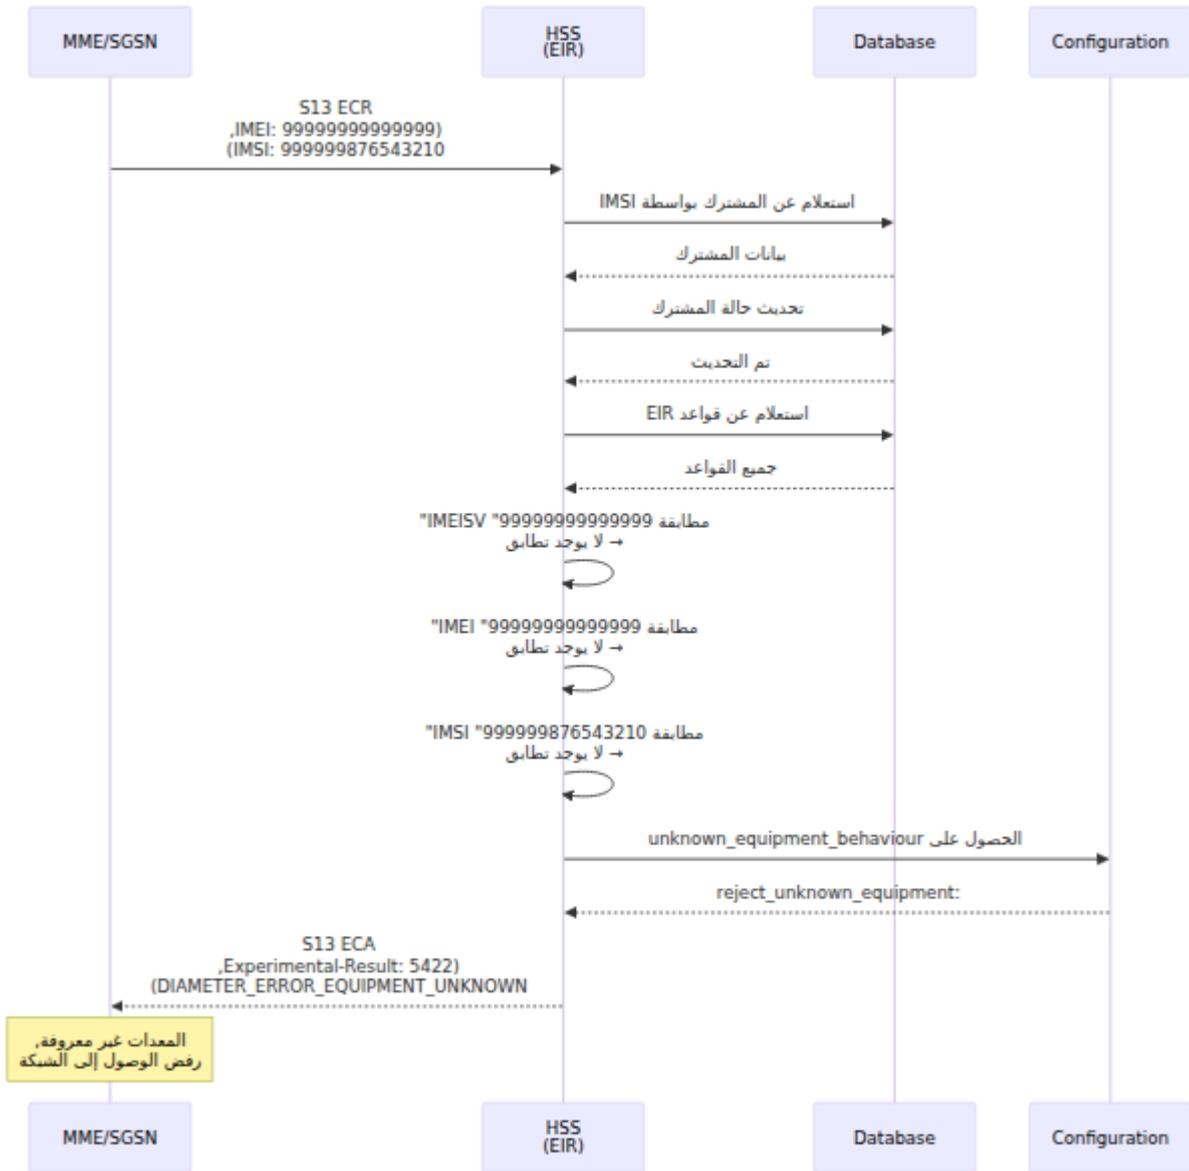 MME/SGSN
HSS
(EIR)
Database
Configuration
S13 ECR
,IMEI: 99999999999999)
(IMSI: 999999876543210
استعلام عن المشترك بواسطة IMSI
بيانات المشترك
تحديث حالة المشترك
تم التحديث
استعلام عن قواعد EIR
جميع القواعد
مطابقة IMEISV "99999999999999"
→ لا يوجد تطابق
مطابقة IMEI "99999999999999"
→ لا يوجد تطابق
مطابقة IMSI "999999876543210"
→ لا يوجد تطابق
الحصول على unknown_equipment_behaviour
reject_unknown_equipment:
S13 ECA
,Experimental-Result: 5422)
(DIAMETER_ERROR_EQUIPMENT_UNKNOWN
المعدات غير معروفة,
رفض الوصول إلى الشبكة
MME/SGSN
HSS
(EIR)
Database
Configuration